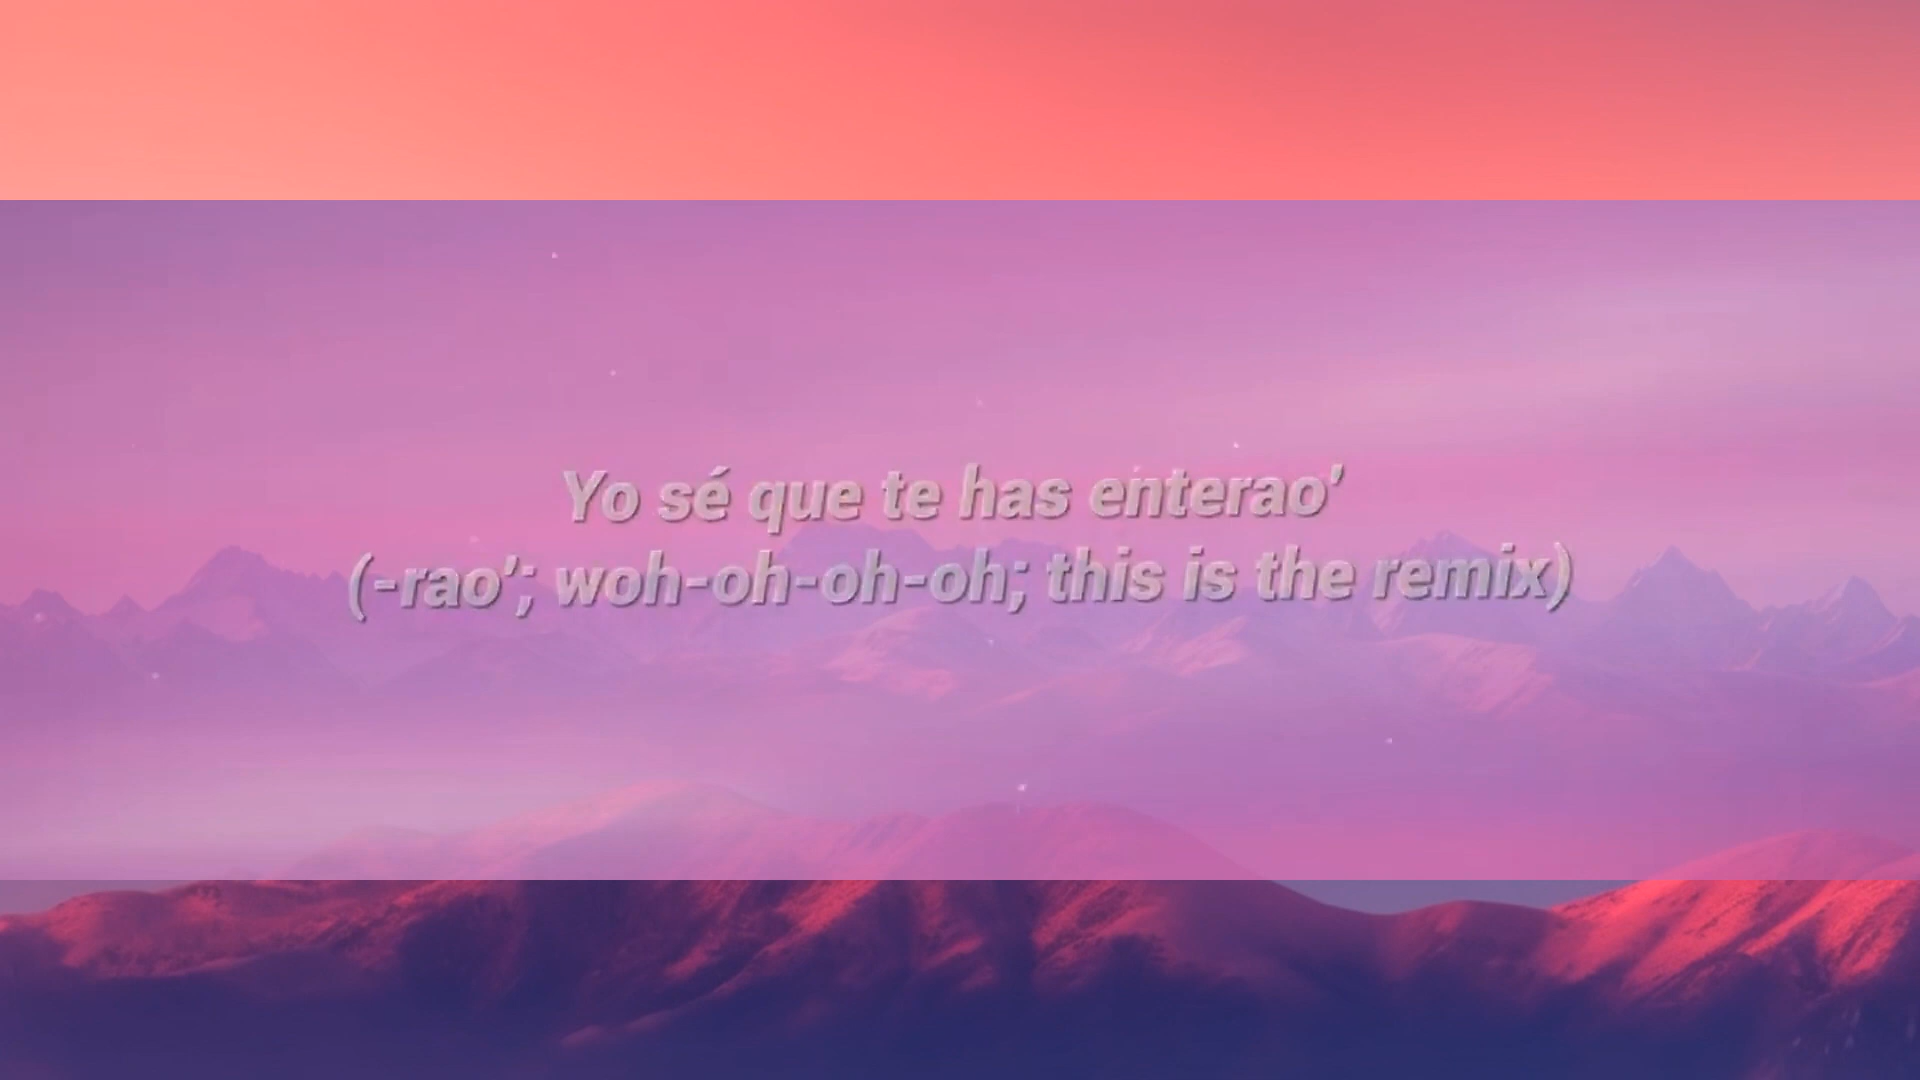 Yo sé que te has enterao’
(-rao’; woh-oh-oh-oh; this is the remix)